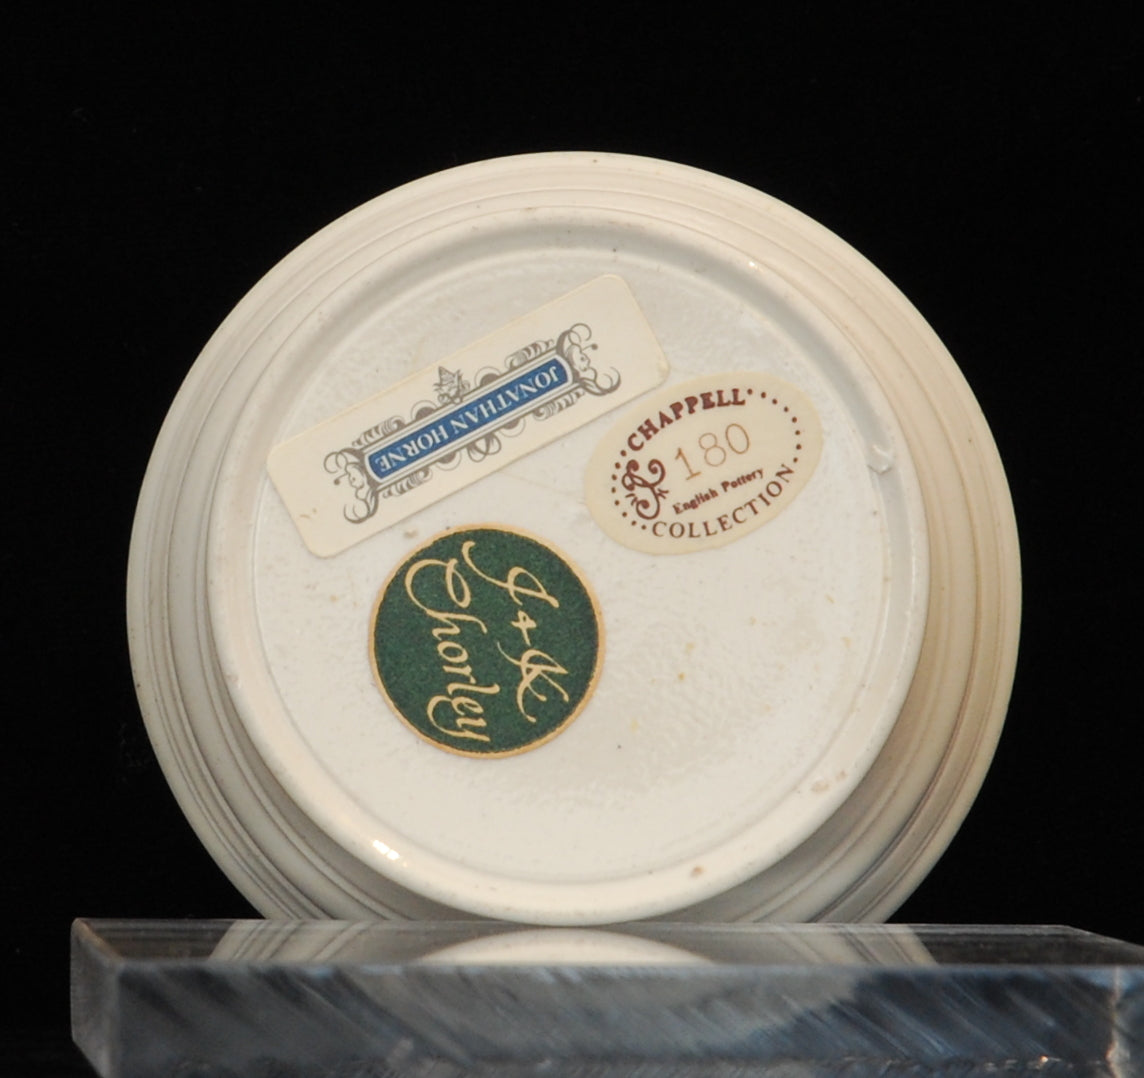 JONATHAN HORNE
CHAPPELL
180
English Pottery
COLLECTION
J + K
Chorley